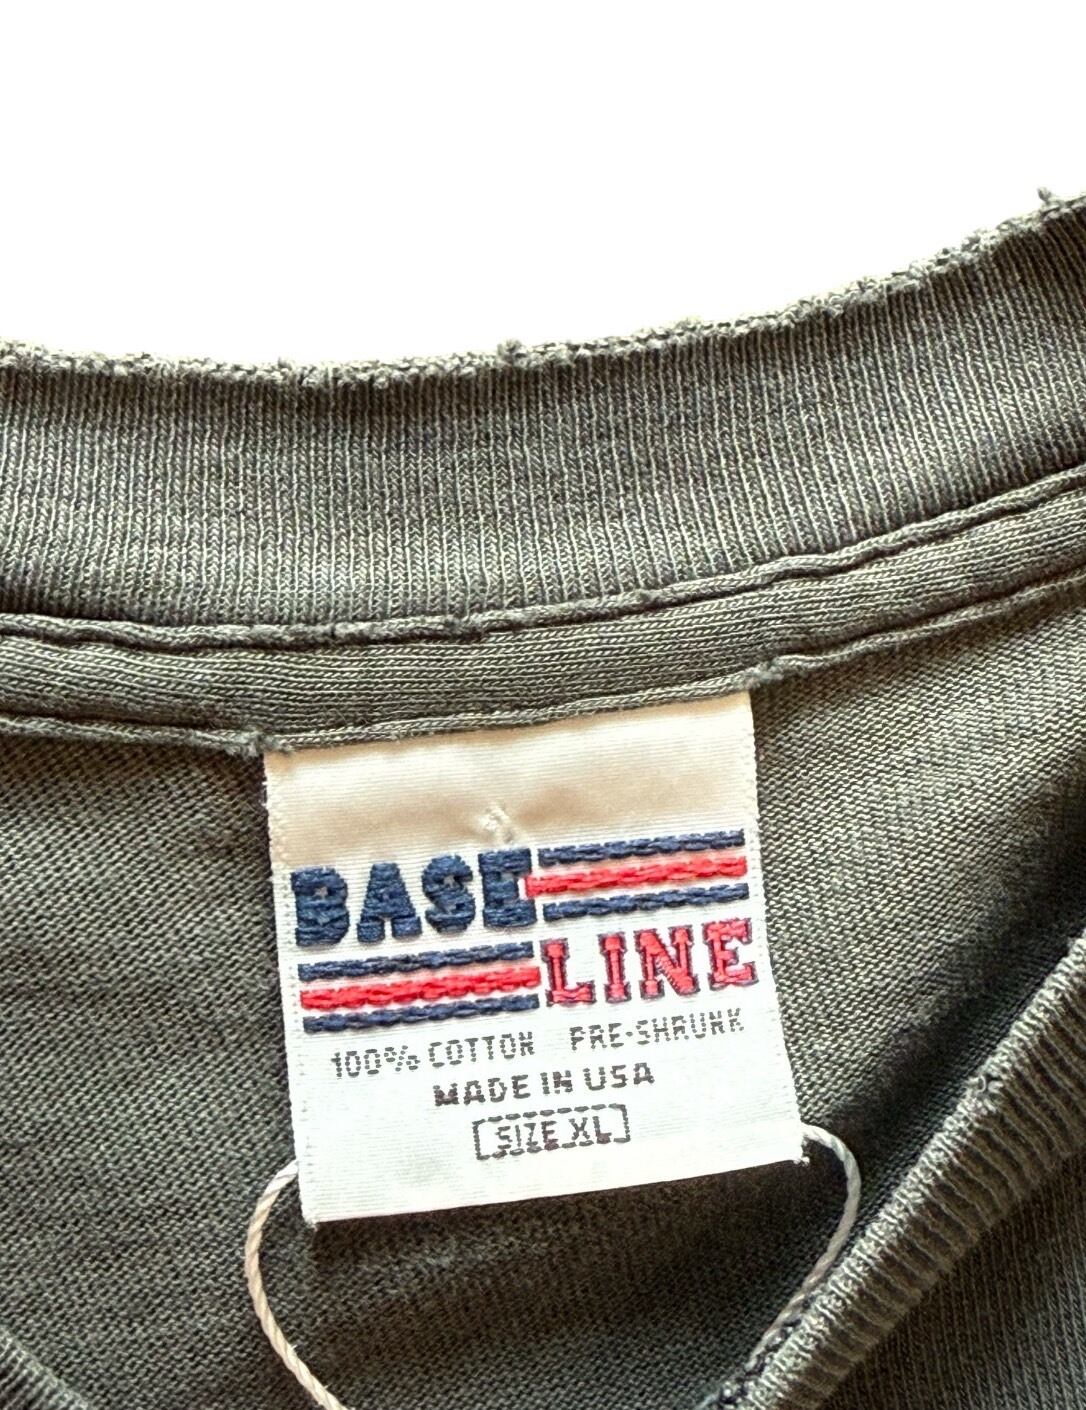 BASE
LINE
100% COTTON PRE-SHRUNK
MADE IN USA
SIZE XL